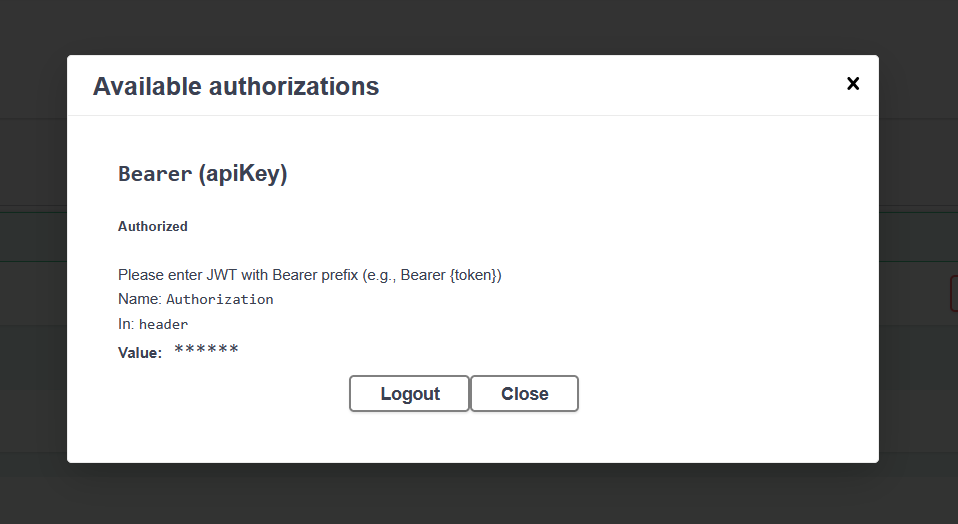 Available authorizations
Bearer (apiKey)
Authorized
Please enter JWT with Bearer prefix (e.g., Bearer {token})
Name: Authorization
In: header
Value: ******
Logout Close